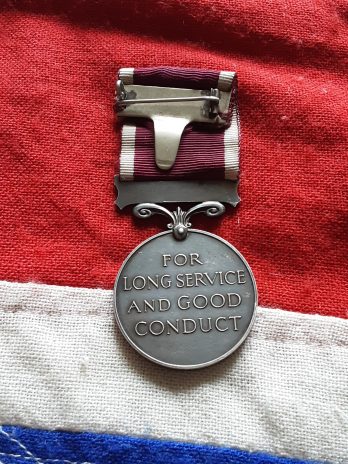 FOR
LONG SERVICE
AND GOOD
CONDUCT